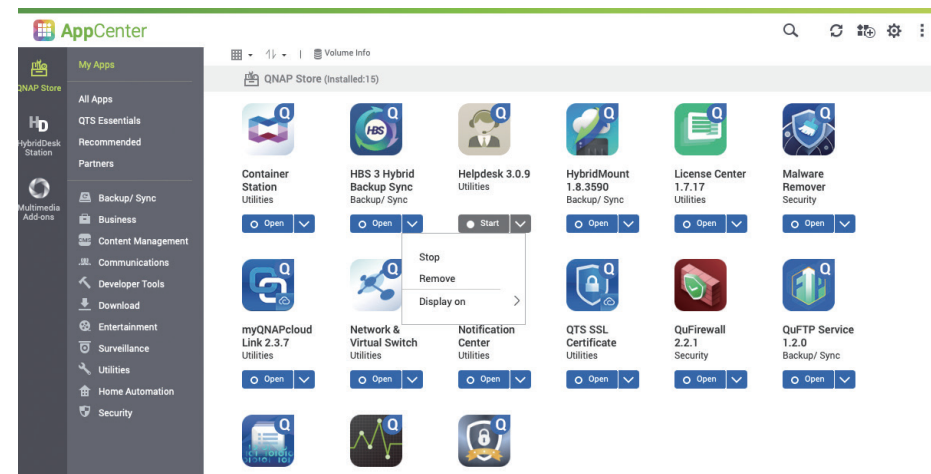 AppCenter
Volume Info
QNAP Store (Installed:15)
QNAP Store
HD
HybridDesk
Station
Multimedia
Add-ons
My Apps
All Apps
QTS Essentials
Recommended
Partners
Backup/ Sync
Business
CMS
Content Management
Communications
Developer Tools
Download
Entertainment
Surveillance
Utilities
Home Automation
Security
Q
HBS Q
Q
Q
Q
Q
Container
Station
Utilities
Open
HBS 3 Hybrid
Backup Sync
Backup/ Sync
Open
Helpdesk 3.0.9
Utilities
Start
HybridMount
1.8.3590
Backup/ Sync
Open
License Center
1.7.17
Utilities
Open
Malware
Remover
Security
Open
Stop
Remove
Display on
Q
Q
Q
Q
myQNAPcloud
Link 2.3.7
Utilities
Open
Network &
Virtual Switch
Utilities
Open
Notification
Center
Utilities
Open
QTS SSL
Certificate
Utilities
Open
QuFirewall
2.2.1
Security
Open
QuFTP Service
1.2.0
Backup/ Sync
Open
Q
Q
Q